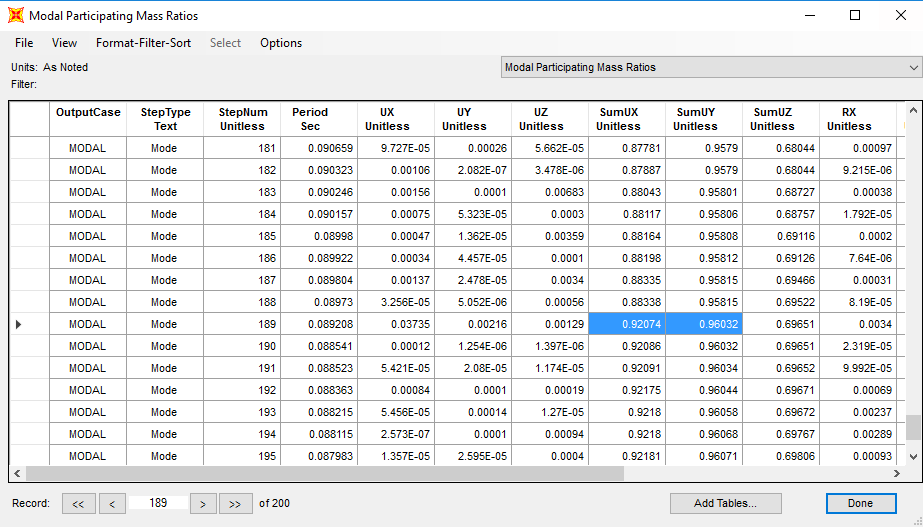 Modal Participating Mass Ratios
File View Format-Filter-Sort Select Options
Units: As Noted
Modal Participating Mass Ratios
Filter:
OutputCase StepType StepNum Period UX UY UZ SumUX SumUY SumUZ RX
Text Unitless Sec Unitless Unitless Unitless Unitless Unitless Unitless Unitless
MODAL Mode 181 0.090659 9.727E-05 0.00026 5.662E-05 0.87781 0.9579 0.68044 0.00097
MODAL Mode 182 0.090323 0.00106 2.082E-07 3.478E-06 0.87887 0.9579 0.68044 9.215E-06
MODAL Mode 183 0.090246 0.00156 0.0001 0.00683 0.88043 0.95801 0.68727 0.00038
MODAL Mode 184 0.090157 0.00075 5.323E-05 0.0003 0.88117 0.95806 0.68757 1.792E-05
MODAL Mode 185 0.08998 0.00047 1.362E-05 0.00359 0.88164 0.95808 0.69116 0.0002
MODAL Mode 186 0.089922 0.00034 4.457E-05 0.0001 0.88198 0.95812 0.69126 7.64E-06
MODAL Mode 187 0.089804 0.00137 2.478E-05 0.0034 0.88335 0.95815 0.69466 0.00031
MODAL Mode 188 0.08973 3.256E-05 5.052E-06 0.00056 0.88338 0.95815 0.69522 8.19E-05
MODAL Mode 189 0.089208 0.03735 0.00216 0.00129 0.92074 0.96032 0.69651 0.0034
MODAL Mode 190 0.088541 0.00012 1.254E-06 1.397E-06 0.92086 0.96032 0.69651 2.319E-05
MODAL Mode 191 0.088523 5.421E-05 2.08E-05 1.174E-05 0.92091 0.96034 0.69652 9.992E-05
MODAL Mode 192 0.088363 0.00084 0.0001 0.00019 0.92175 0.96044 0.69671 0.00069
MODAL Mode 193 0.088215 5.456E-05 0.00014 1.27E-05 0.9218 0.96058 0.69672 0.00237
MODAL Mode 194 0.088115 2.573E-07 0.0001 0.00094 0.9218 0.96068 0.69767 0.00289
MODAL Mode 195 0.087983 1.357E-05 2.595E-05 0.0004 0.92181 0.96071 0.69806 0.00093
Record: << < 189 > >> of 200 Add Tables... Done